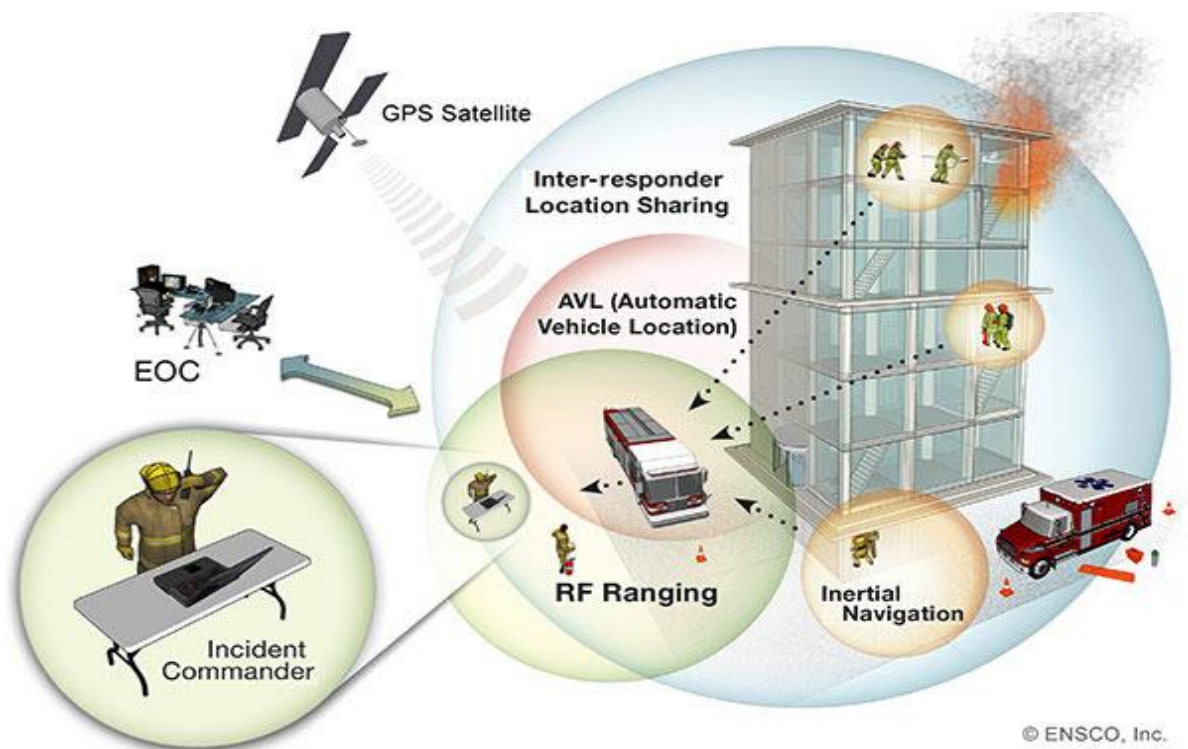 GPS Satellite
Inter-responder
Location Sharing
AVL (Automatic
Vehicle Location)
EOC
RF Ranging
Inertial
Navigation
Incident
Commander
© ENSCO, Inc.